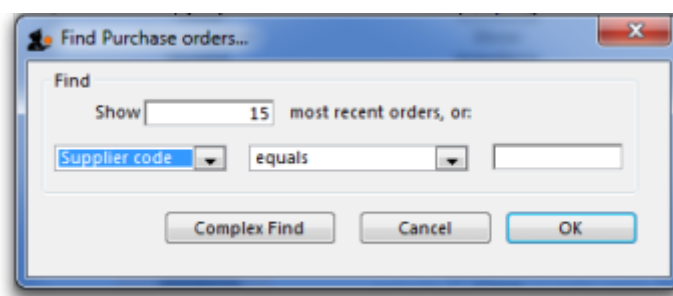 Find Purchase orders...
Find
Show 15 most recent orders, or:
Supplier code equals
Complex Find Cancel OK